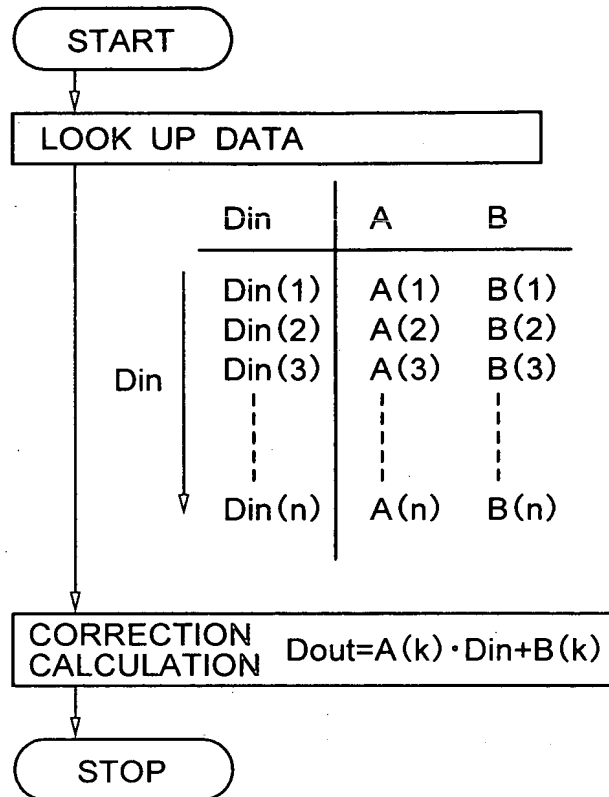 START
LOOK UP DATA
Din A B
Din(1) A(1) B(1)
Din(2) A(2) B(2)
Din(3) A(3) B(3)
Din
Din(n) A(n) B(n)
CORRECTION
CALCULATION Dout=A(k)·Din+B(k)
STOP